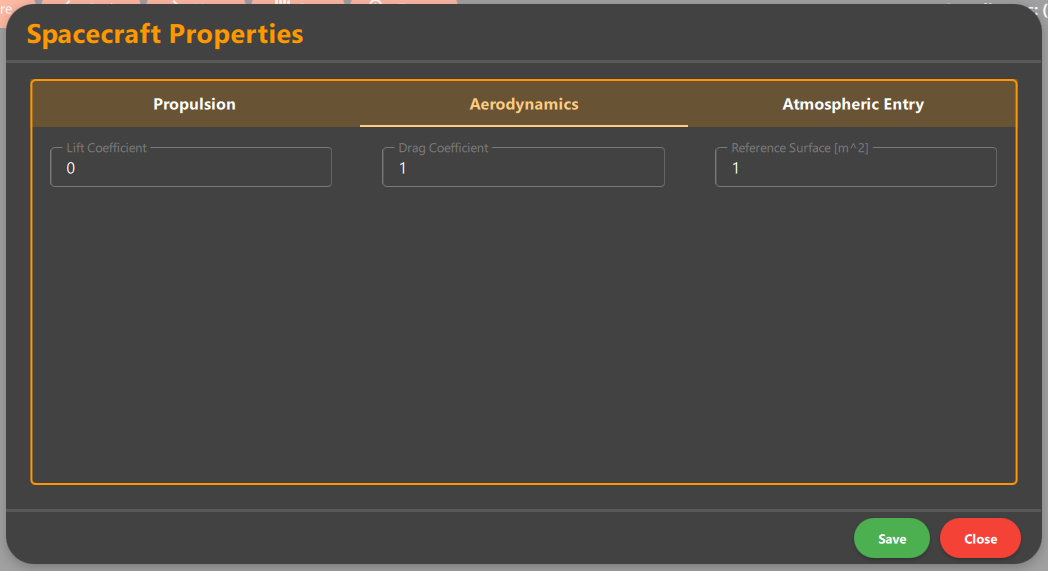 Spacecraft Properties
Propulsion
Aerodynamics
Atmospheric Entry
Lift Coefficient
Drag Coefficient
Reference Surface [m^2]
0
1
1
Save
Close